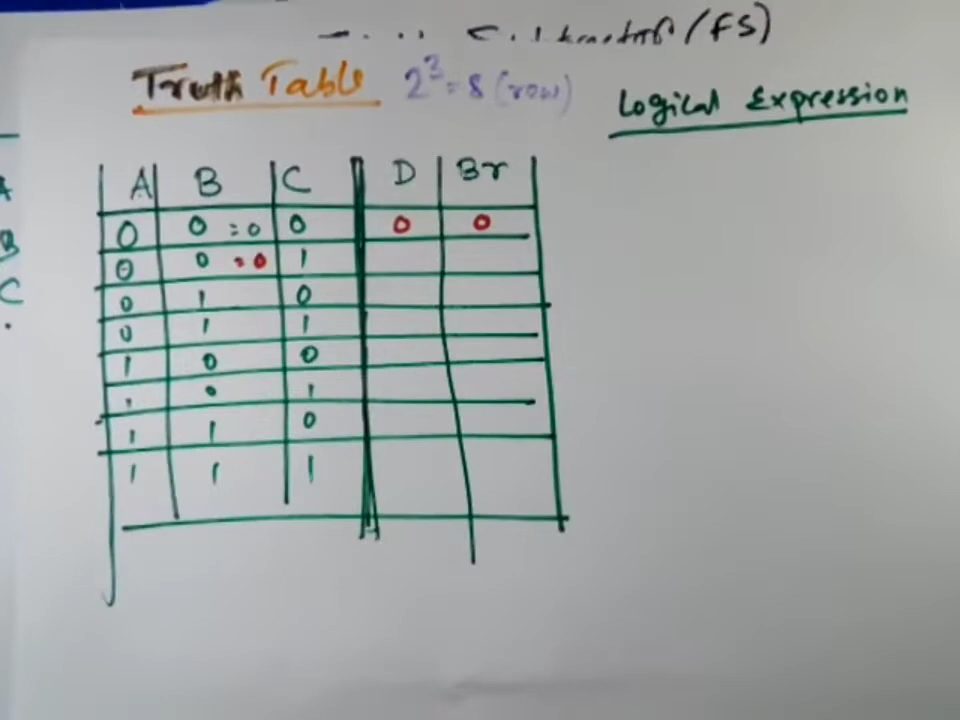 (FS)
Truth Table 2³=8 (row)
Logical Expression
A B C D Br
0 0 =0 0 0 0
0 0 =0 1
0 1 0
0 1 1
1 0 0
1 0 1
1 1 0
1 1 1
A
B
C